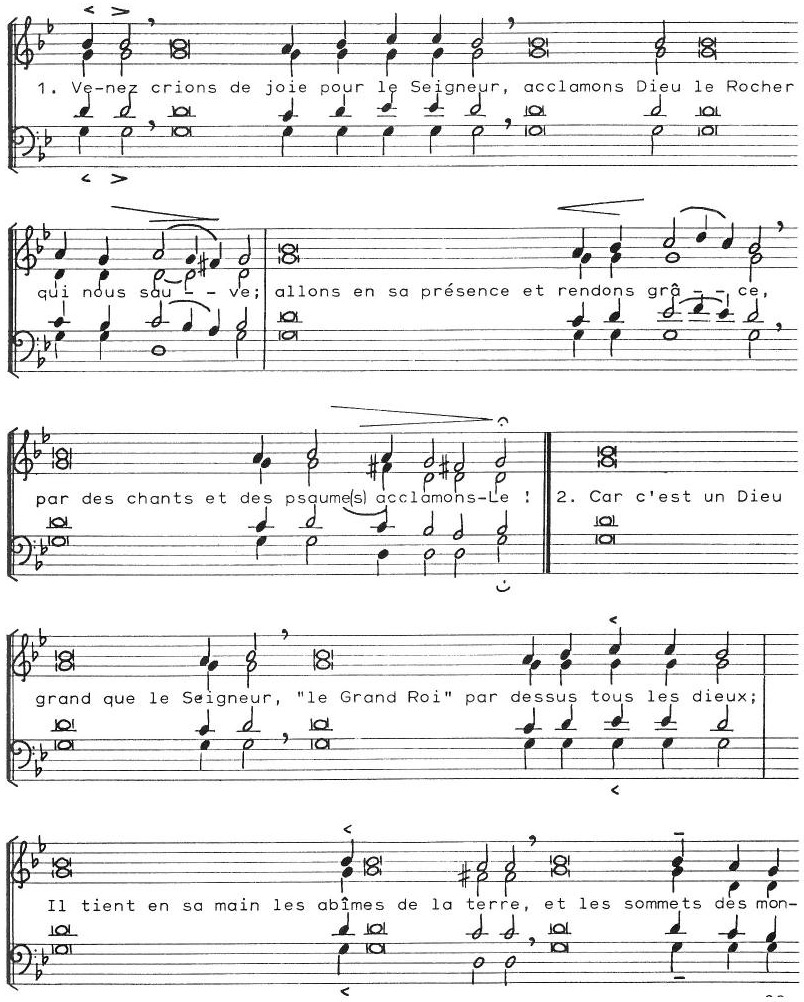 1. Ve-nez crions de joie pour le Seigneur, acclamons Dieu le Rocher
qui nous sau - - ve; allons en sa présence et rendons grâ - - ce,
par des chants et des psaume(s) acclamons-Le ! 2. Car c'est un Dieu
grand que le Seigneur, "le Grand Roi" par dessus tous les dieux;
Il tient en sa main les abîmes de la terre, et les sommets des mon-